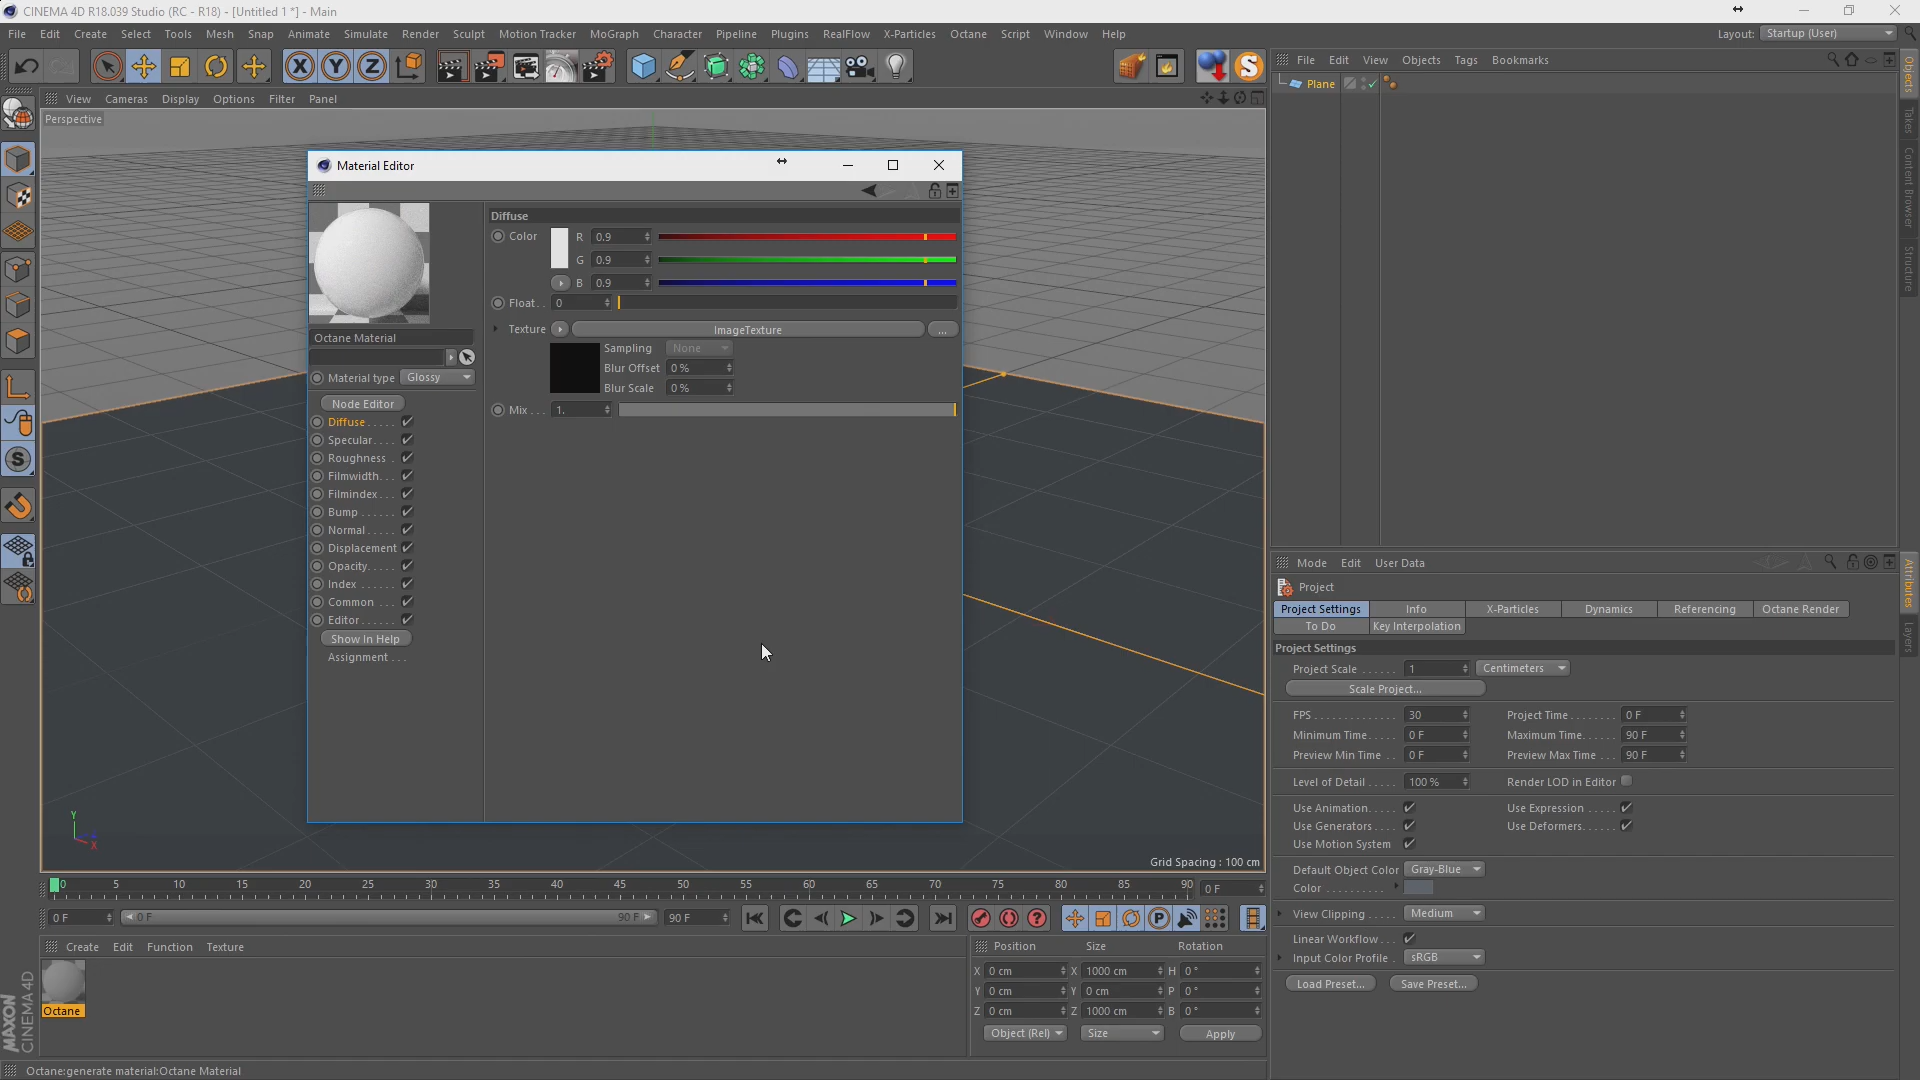 CINEMA 4D R18.039 Studio (RC - R18) - [Untitled 1 *] - Main
File Edit Create Select Tools Mesh Snap Animate Simulate Render Sculpt Motion Tracker MoGraph Character Pipeline Plugins RealFlow X-Particles Octane Script Window Help Layout: Startup (User)
X Y Z S
View Cameras Display Options Filter Panel
File Edit View Objects Tags Bookmarks
Perspective
Plane
Objects
Takes
Content Browser
Structure
Material Editor
Octane Material
Material type Glossy
Node Editor
Diffuse . . . . .
Specular. . . .
Roughness .
Filmwidth. . .
Filmindex. . .
Bump . . . . . .
Normal . . . . .
Displacement
Opacity. . . . .
Index . . . . . .
Common . . .
Editor. . . . . .
Show In Help
Assignment . . .
Diffuse
Color R 0.9
G 0.9
B 0.9
Float. . 0
Texture ImageTexture ...
Sampling None
Blur Offset 0 %
Blur Scale 0 %
Mix . . . 1.
S
Y
X
Grid Spacing : 100 cm
Mode Edit User Data
Project
Project Settings Info X-Particles Dynamics Referencing Octane Render
To Do Key Interpolation
Project Settings
Project Scale . . . . . . 1 Centimeters
Scale Project...
FPS . . . . . . . . . . . . . . 30 Project Time . . . . . . . . 0 F
Minimum Time. . . . . 0 F Maximum Time. . . . . . 90 F
Preview Min Time . . 0 F Preview Max Time . . . 90 F
Level of Detail . . . . . 100 % Render LOD in Editor
Use Animation. . . . . Use Expression . . . . .
Use Generators . . . . Use Deformers. . . . . .
Use Motion System
Default Object Color Gray-Blue
Color . . . . . . . . . .
View Clipping . . . . . Medium
Linear Workflow . . .
Input Color Profile . sRGB
Load Preset... Save Preset...
Attributes
Layers
0 5 10 15 20 25 30 35 40 45 50 55 60 65 70 75 80 85 90 0 F
0 F 0 F 90 F 90 F ? P
Create Edit Function Texture
Octane
Position Size Rotation
X 0 cm X 1000 cm H 0 °
Y 0 cm Y 0 cm P 0 °
Z 0 cm Z 1000 cm B 0 °
Object (Rel) Size Apply
MAXON
CINEMA 4D
Octane:generate material:Octane Material